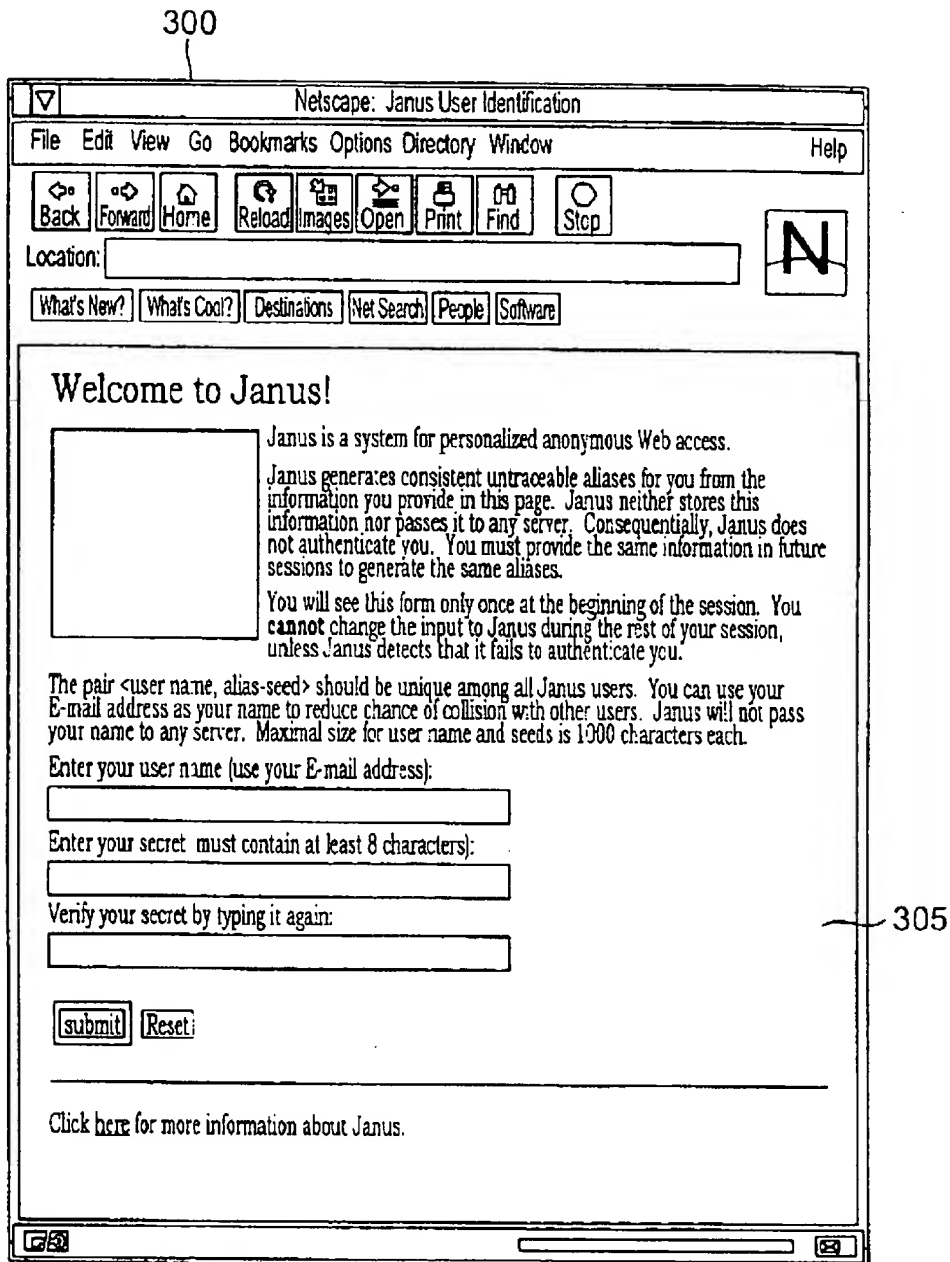 300
Netscape: Janus User Identification
File Edit View Go Bookmarks Options Directory Window Help
Back Forward Home Reload Images Open Print Find Stop
N
Location:
What's New? What's Cool? Destinations Net Search People Software
Welcome to Janus!
Janus is a system for personalized anonymous Web access.
Janus generates consistent untraceable aliases for you from the
information you provide in this page. Janus neither stores this
information nor passes it to any server. Consequentially, Janus does
not authenticate you. You must provide the same information in future
sessions to generate the same aliases.
You will see this form only once at the beginning of the session. You
cannot change the input to Janus during the rest of your session,
unless Janus detects that it fails to authenticate you.
The pair <user name, alias-seed> should be unique among all Janus users. You can use your
E-mail address as your name to reduce chance of collision with other users. Janus will not pass
your name to any server. Maximal size for user name and seeds is 1000 characters each.
Enter your user name (use your E-mail address):
Enter your secret must contain at least 8 characters):
Verify your secret by typing it again:
305
submit Reset
Click here for more information about Janus.